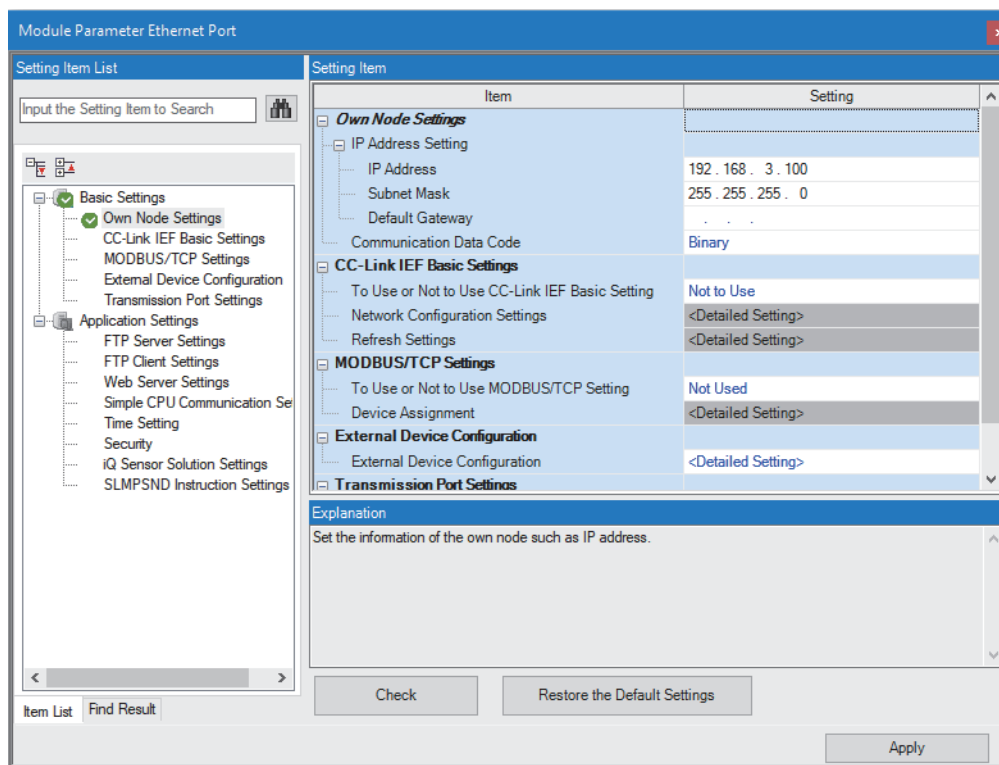 Module Parameter Ethernet Port
Setting Item List
Input the Setting Item to Search
Basic Settings
Own Node Settings
CC-Link IEF Basic Settings
MODBUS/TCP Settings
External Device Configuration
Transmission Port Settings
Application Settings
FTP Server Settings
FTP Client Settings
Web Server Settings
Simple CPU Communication Se
Time Setting
Security
iQ Sensor Solution Settings
SLMPSND Instruction Settings
Item List Find Result
Setting Item
Item Setting
Own Node Settings
IP Address Setting
IP Address 192 . 168 . 3 . 100
Subnet Mask 255 . 255 . 255 . 0
Default Gateway . . .
Communication Data Code Binary
CC-Link IEF Basic Settings
To Use or Not to Use CC-Link IEF Basic Setting Not to Use
Network Configuration Settings <Detailed Setting>
Refresh Settings <Detailed Setting>
MODBUS/TCP Settings
To Use or Not to Use MODBUS/TCP Setting Not Used
Device Assignment <Detailed Setting>
External Device Configuration
External Device Configuration <Detailed Setting>
Transmission Port Settings
Explanation
Set the information of the own node such as IP address.
Check Restore the Default Settings
Apply